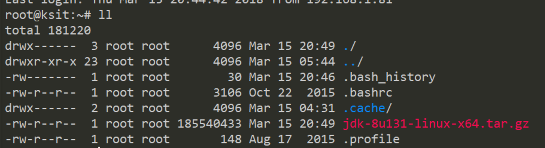 Last login: Thu Mar 15 20:44:42 2018 from 192.168.1.81
root@ksit:~# ll
total 181220
drwx------  3 root root      4096 Mar 15 20:49 ./
drwxr-xr-x 23 root root      4096 Mar 15 05:44 ../
-rw-------  1 root root        30 Mar 15 20:46 .bash_history
-rw-r--r--  1 root root      3106 Oct 22  2015 .bashrc
drwx------  2 root root      4096 Mar 15 04:31 .cache/
-rw-r--r--  1 root root 185540433 Mar 15 20:49 jdk-8u131-linux-x64.tar.gz
-rw-r--r--  1 root root       148 Aug 17  2015 .profile